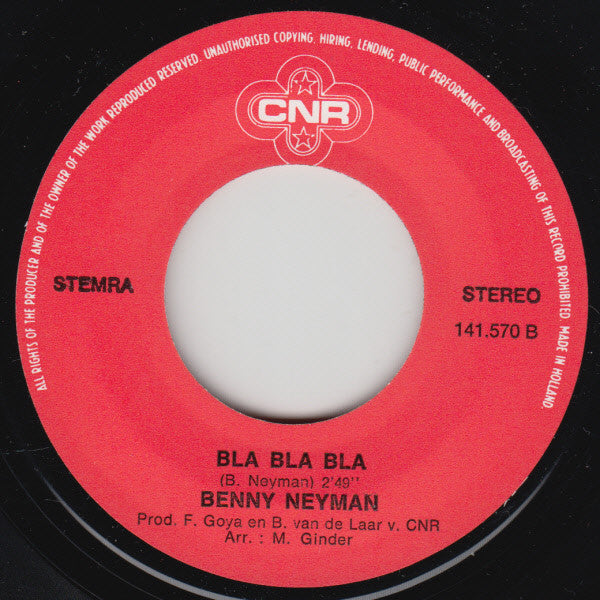 ALL RIGHTS OF THE PRODUCER AND OF THE OWNER OF THE WORK REPRODUCED RESERVED. UNAUTHORISED COPYING, HIRING, LENDING, PUBLIC PERFORMANCE AND BROADCASTING OF THIS RECORD PROHIBITED. MADE IN HOLLAND.
CNR
STEMRA
STEREO
141.570 B
BLA BLA BLA
(B. Neyman) 2'49''
BENNY NEYMAN
Prod. F. Goya en B. van de Laar v. CNR
Arr. : M. Ginder